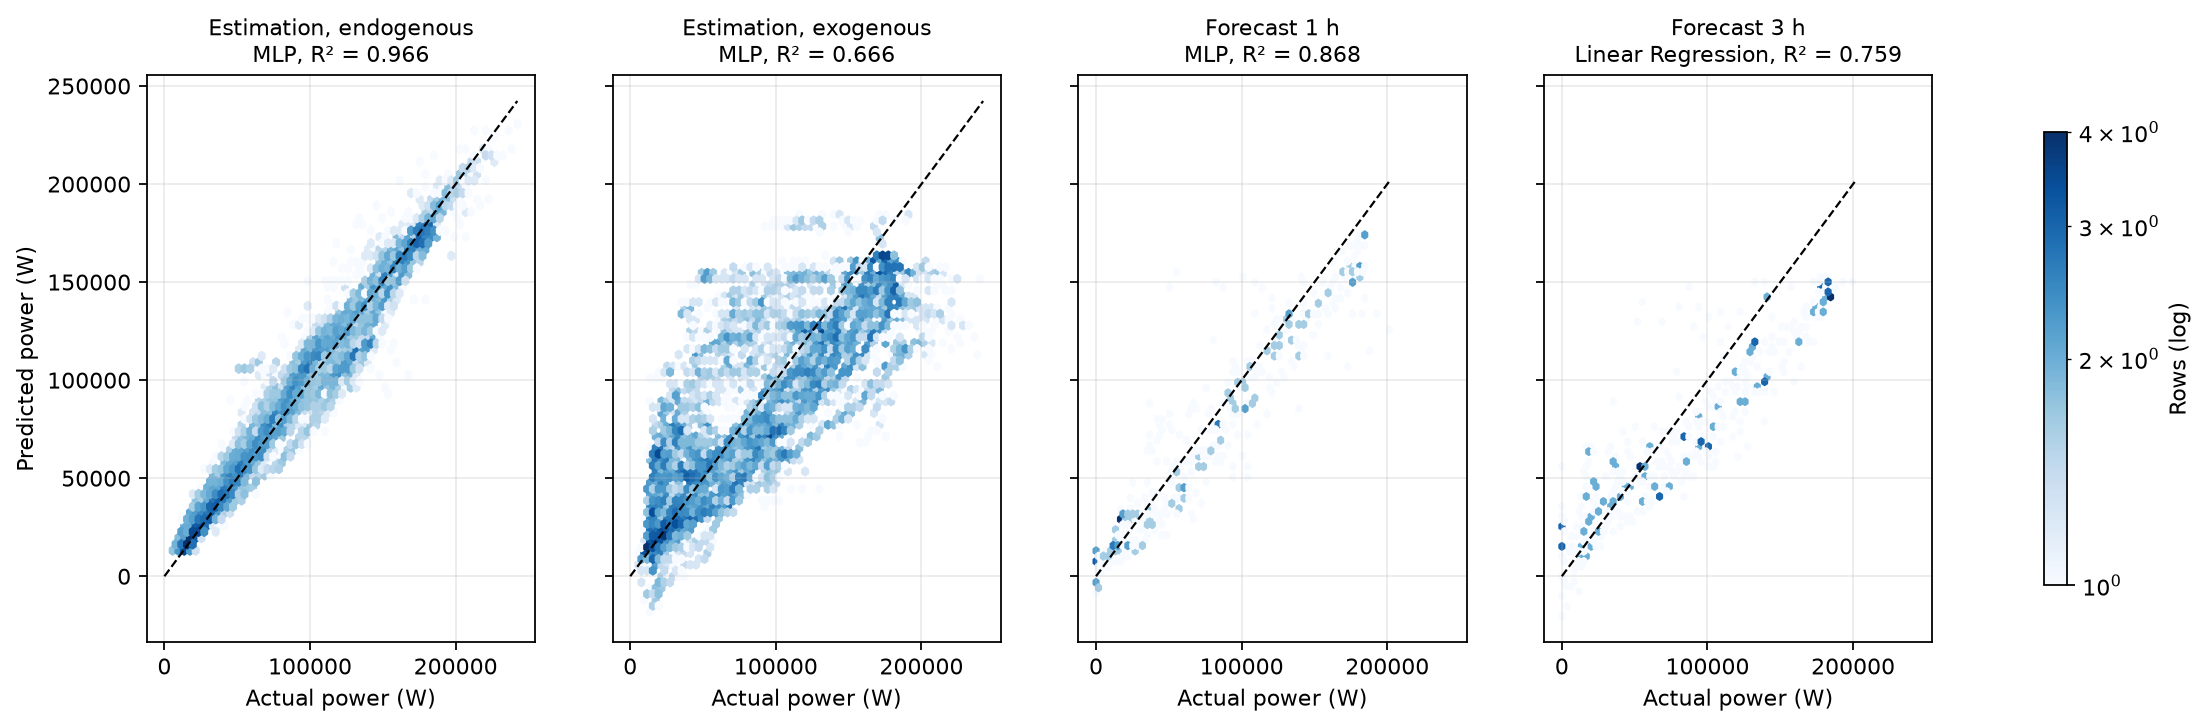 Estimation, endogenous
MLP, R² = 0.966
Estimation, exogenous
MLP, R² = 0.666
Forecast 1 h
MLP, R² = 0.868
Forecast 3 h
Linear Regression, R² = 0.759
Predicted power (W)
250000
200000
150000
100000
50000
0
0 100000 200000
Actual power (W)
0 100000 200000
Actual power (W)
0 100000 200000
Actual power (W)
0 100000 200000
Actual power (W)
4 × 10⁰
3 × 10⁰
2 × 10⁰
10⁰
Rows (log)